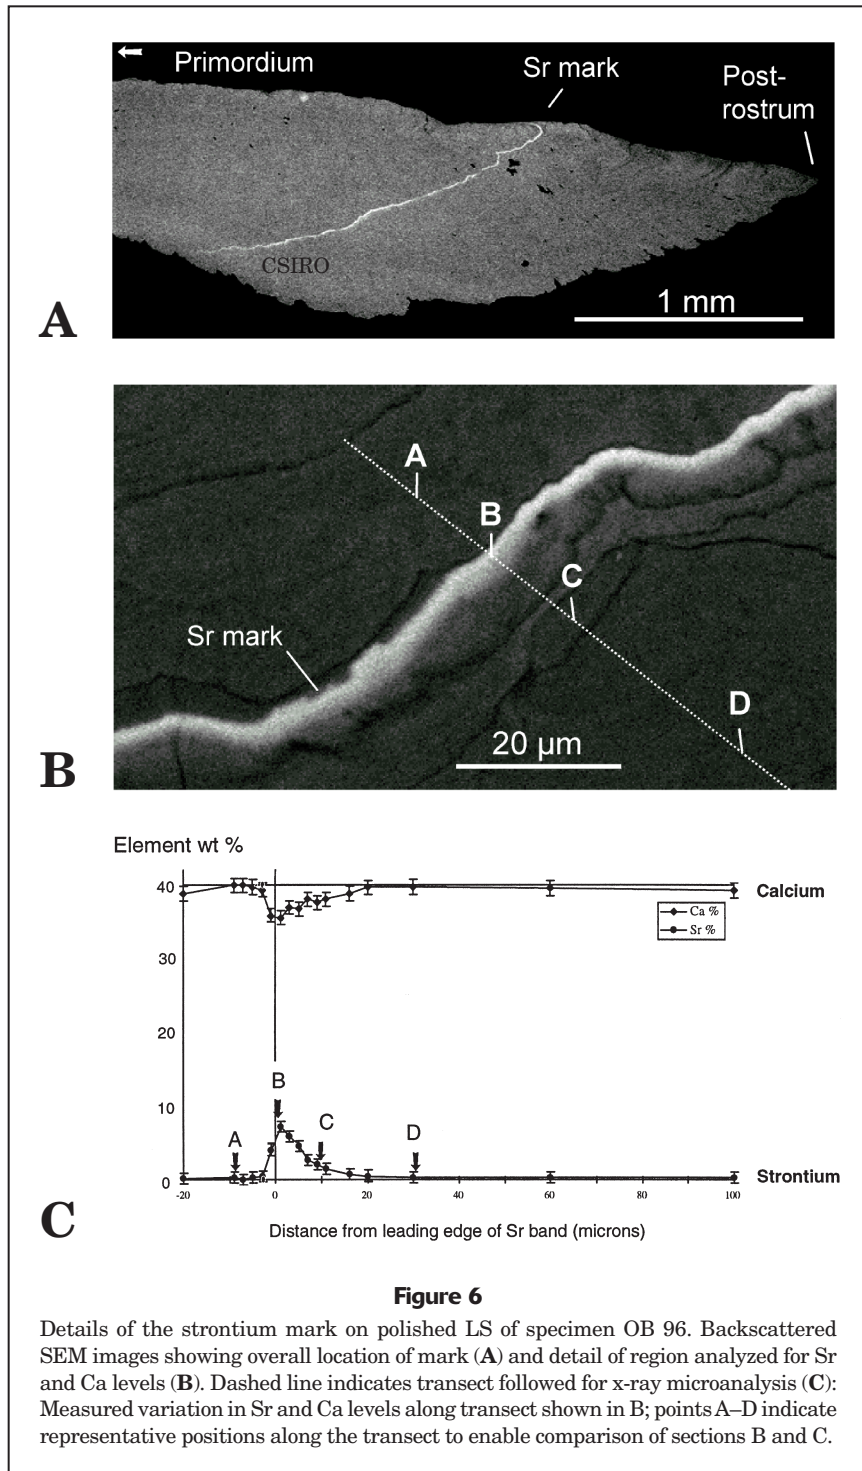 Primordium
Sr mark
Post-
rostrum
CSIRO
1 mm
A
A
B
C
Sr mark
D
20 µm
B
Element wt %
40
Calcium
Ca %
Sr %
30
20
10
A
B
C
D
0
Strontium
-20 0 20 40 60 80 100
C
Distance from leading edge of Sr band (microns)
Figure 6
Details of the strontium mark on polished LS of specimen OB 96. Backscattered
SEM images showing overall location of mark (A) and detail of region analyzed for Sr
and Ca levels (B). Dashed line indicates transect followed for x-ray microanalysis (C):
Measured variation in Sr and Ca levels along transect shown in B; points A–D indicate
representative positions along the transect to enable comparison of sections B and C.